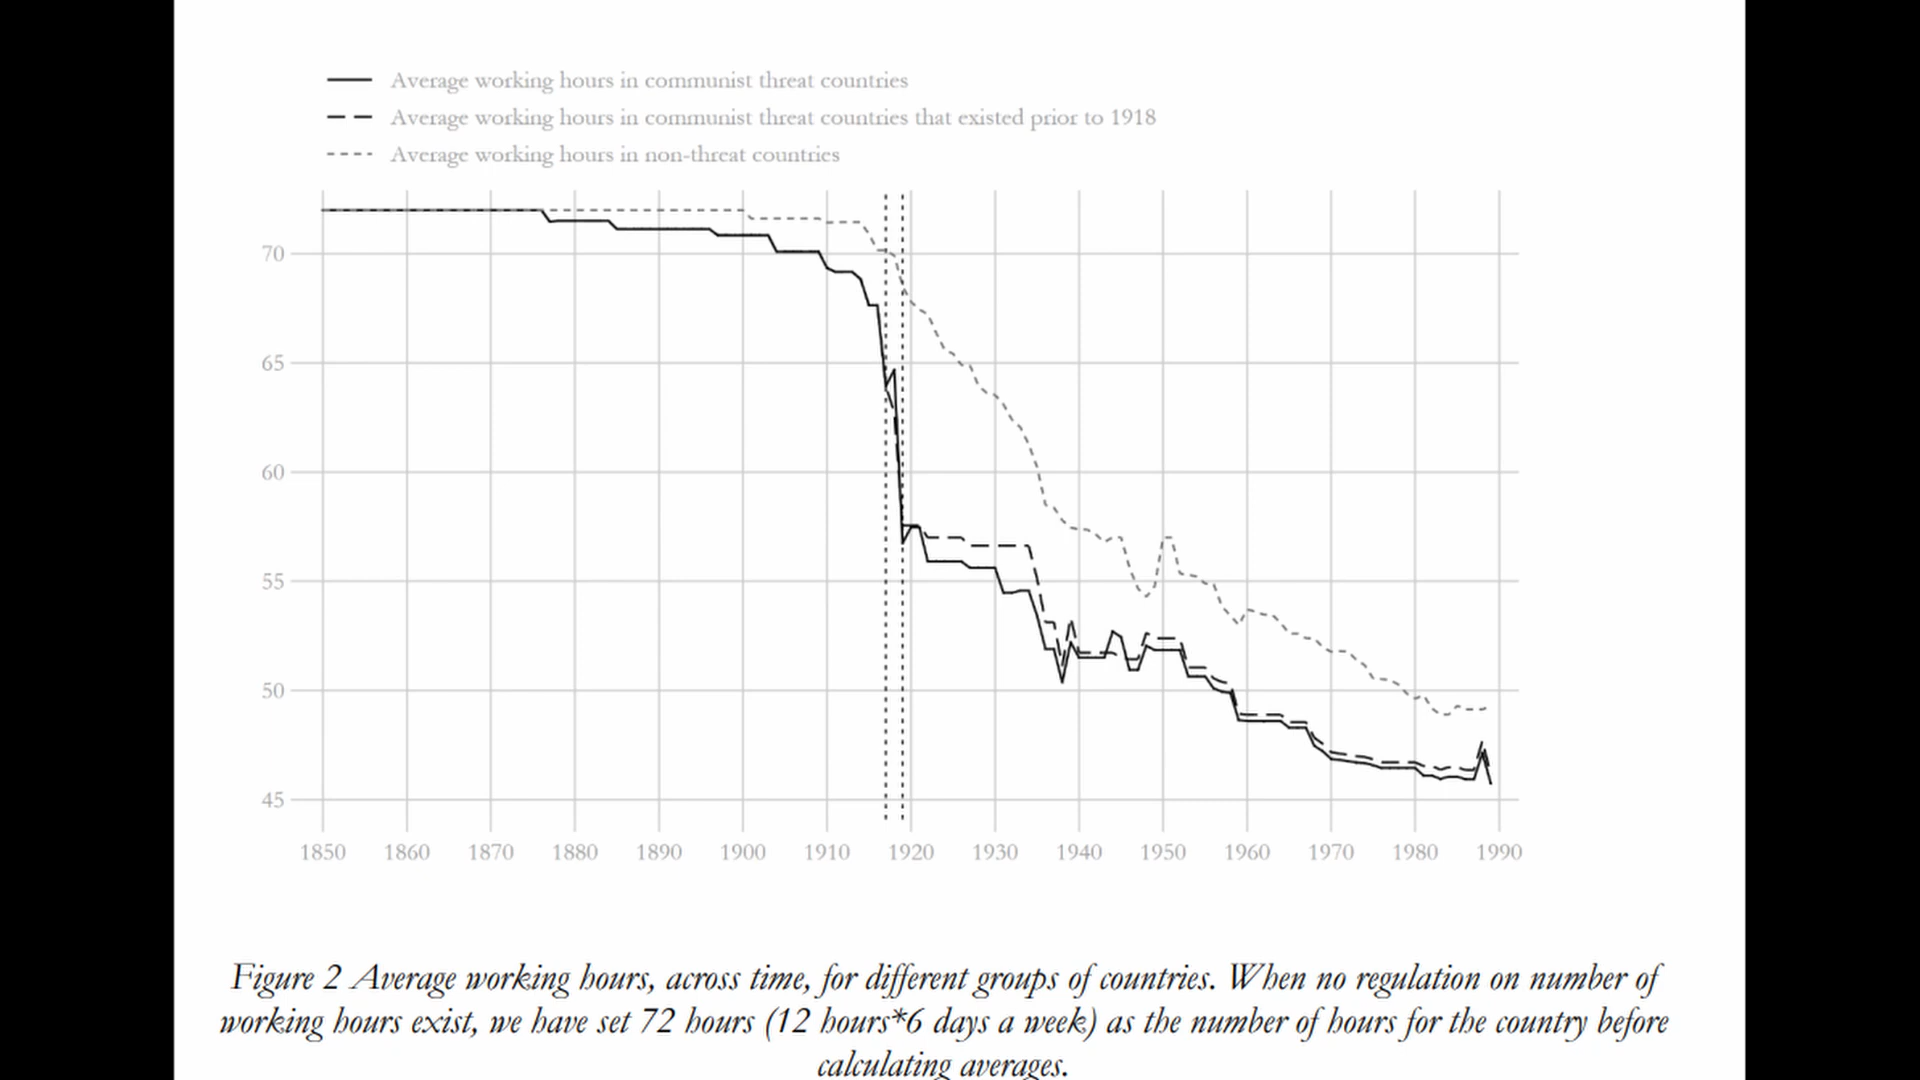 Average working hours in communist threat countries
Average working hours in communist threat countries that existed prior to 1918
Average working hours in non-threat countries
70
65
60
55
50
45
1850 1860 1870 1880 1890 1900 1910 1920 1930 1940 1950 1960 1970 1980 1990
Figure 2 Average working hours, across time, for different groups of countries. When no regulation on number of
working hours exist, we have set 72 hours (12 hours*6 days a week) as the number of hours for the country before
calculating averages.